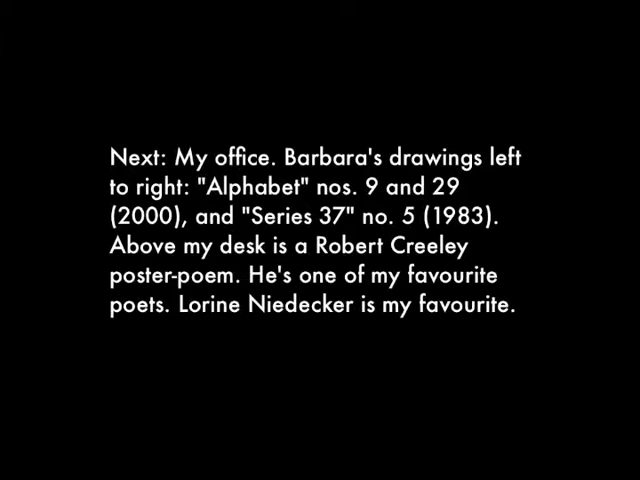 Next: My office. Barbara's drawings left
to right: "Alphabet" nos. 9 and 29
(2000), and "Series 37" no. 5 (1983).
Above my desk is a Robert Creeley
poster-poem. He's one of my favourite
poets. Lorine Niedecker is my favourite.